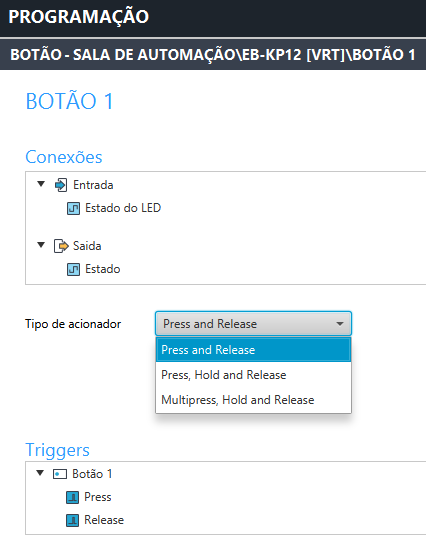 PROGRAMAÇÃO
BOTÃO - SALA DE AUTOMAÇÃO\EB-KP12 [VRT]\BOTÃO 1
BOTÃO 1
Conexões
Entrada
Estado do LED
Saida
Estado
Tipo de acionador
Press and Release
Press and Release
Press, Hold and Release
Multipress, Hold and Release
Triggers
Botão 1
Press
Release